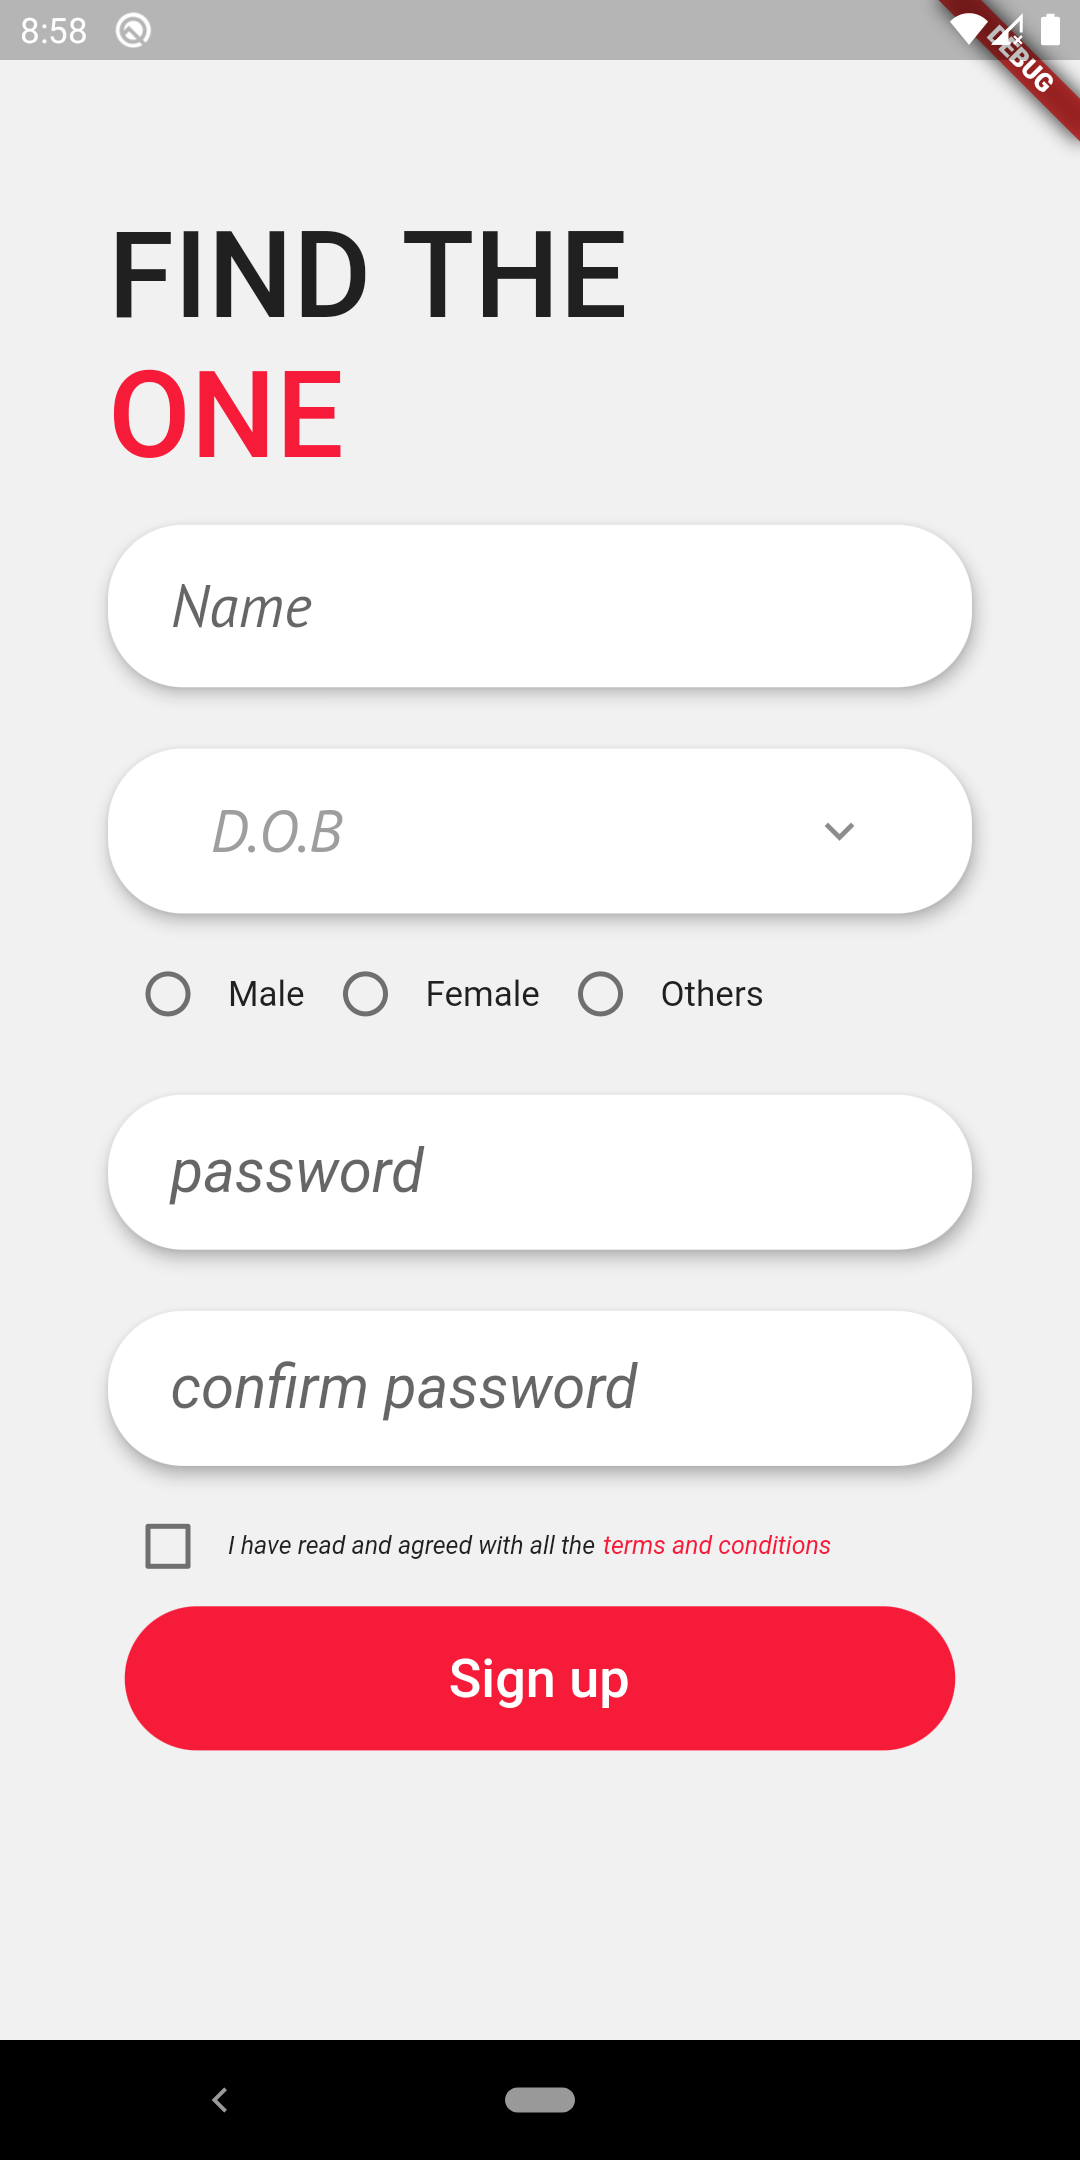 8:58
DEBUG
FIND THE
ONE
Name
D.O.B
Male Female Others
password
confirm password
I have read and agreed with all the terms and conditions
Sign up